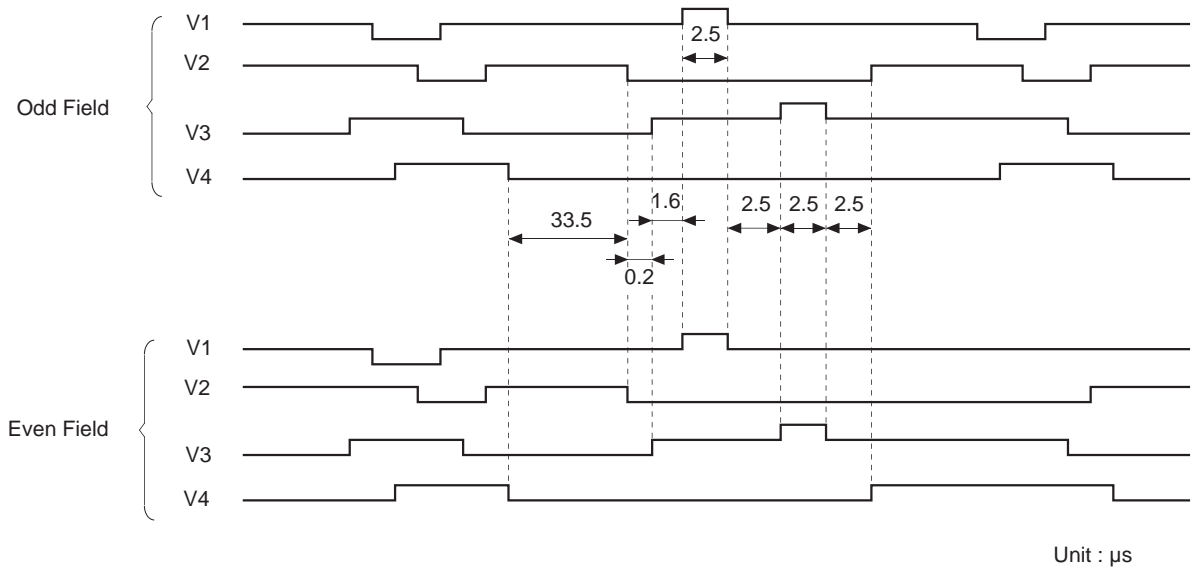 V1
2.5
V2
Odd Field
V3
V4
1.6
2.5 2.5 2.5
33.5
0.2
V1
V2
Even Field
V3
V4
Unit : μs